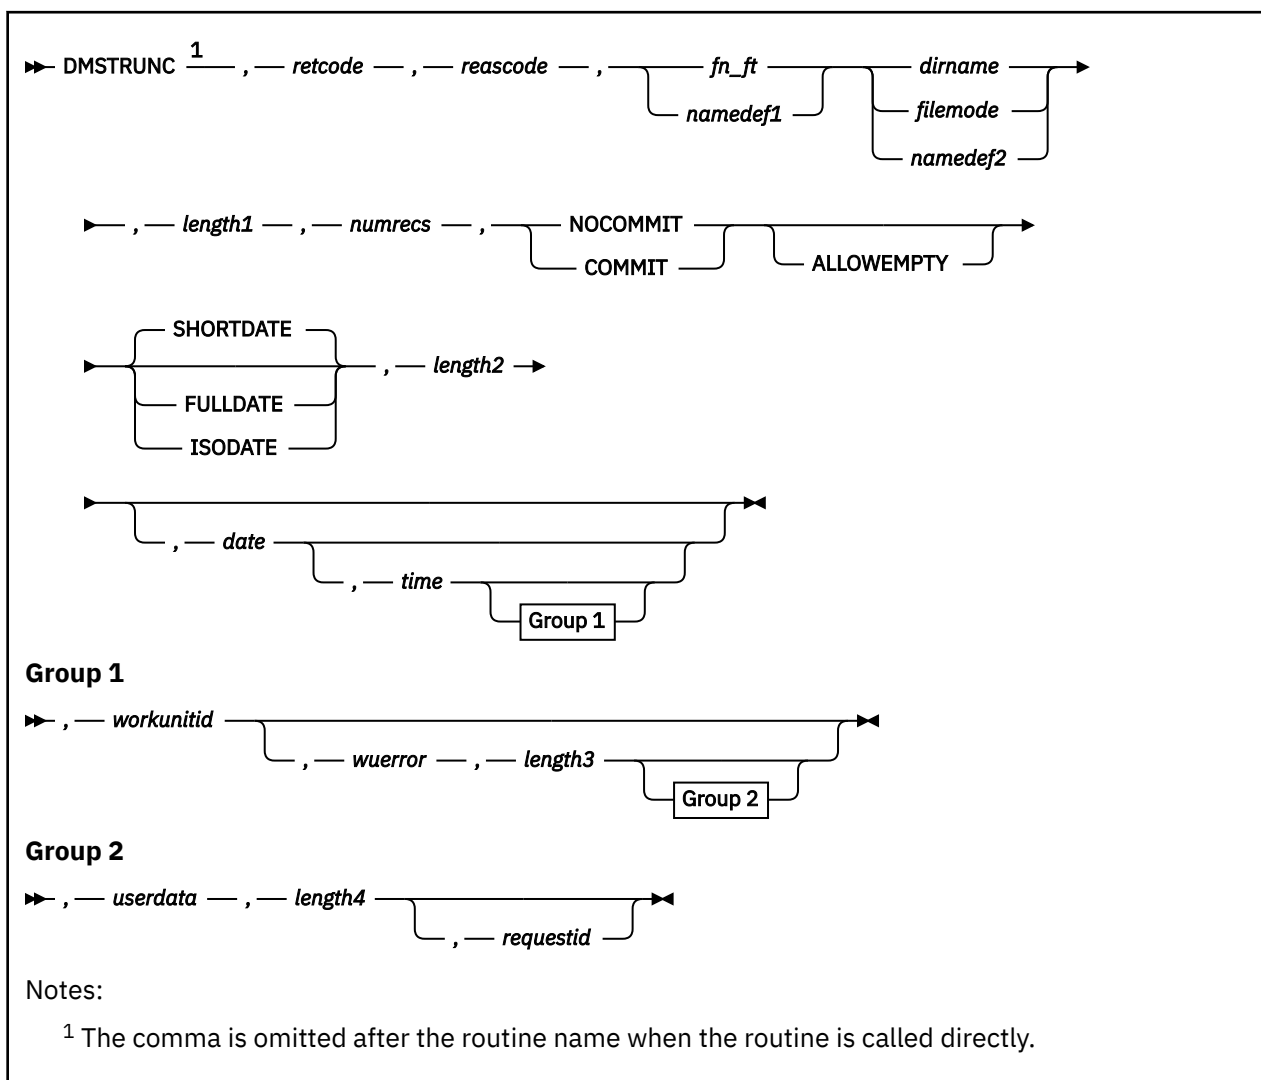 DMSTRUNC 1 , retcode , reascode , fn_ft dirname
namedef1 filemode
namedef2
, length1 , numrecs , NOCOMMIT
COMMIT ALLOWEMPTY
SHORTDATE
, length2
FULLDATE
ISODATE
, date
, time
Group 1
Group 1
, workunitid
, wuerror , length3
Group 2
Group 2
, userdata , length4
, requestid
Notes:
1 The comma is omitted after the routine name when the routine is called directly.